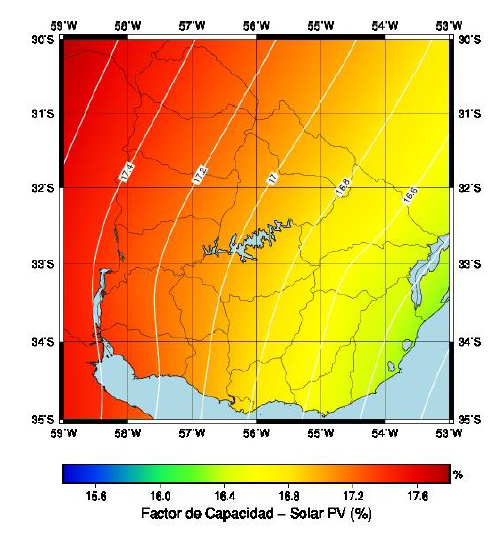 59°W 58°W 57°W 56°W 55°W 54°W 53°W
30°S 30°S
31°S 31°S
17.4 17.2 17 16.8 16.6
32°S 32°S
33°S 33°S
34°S 34°S
35°S 35°S
59°W 58°W 57°W 56°W 55°W 54°W 53°W
%
15.6 16.0 16.4 16.8 17.2 17.6
Factor de Capacidad – Solar PV (%)